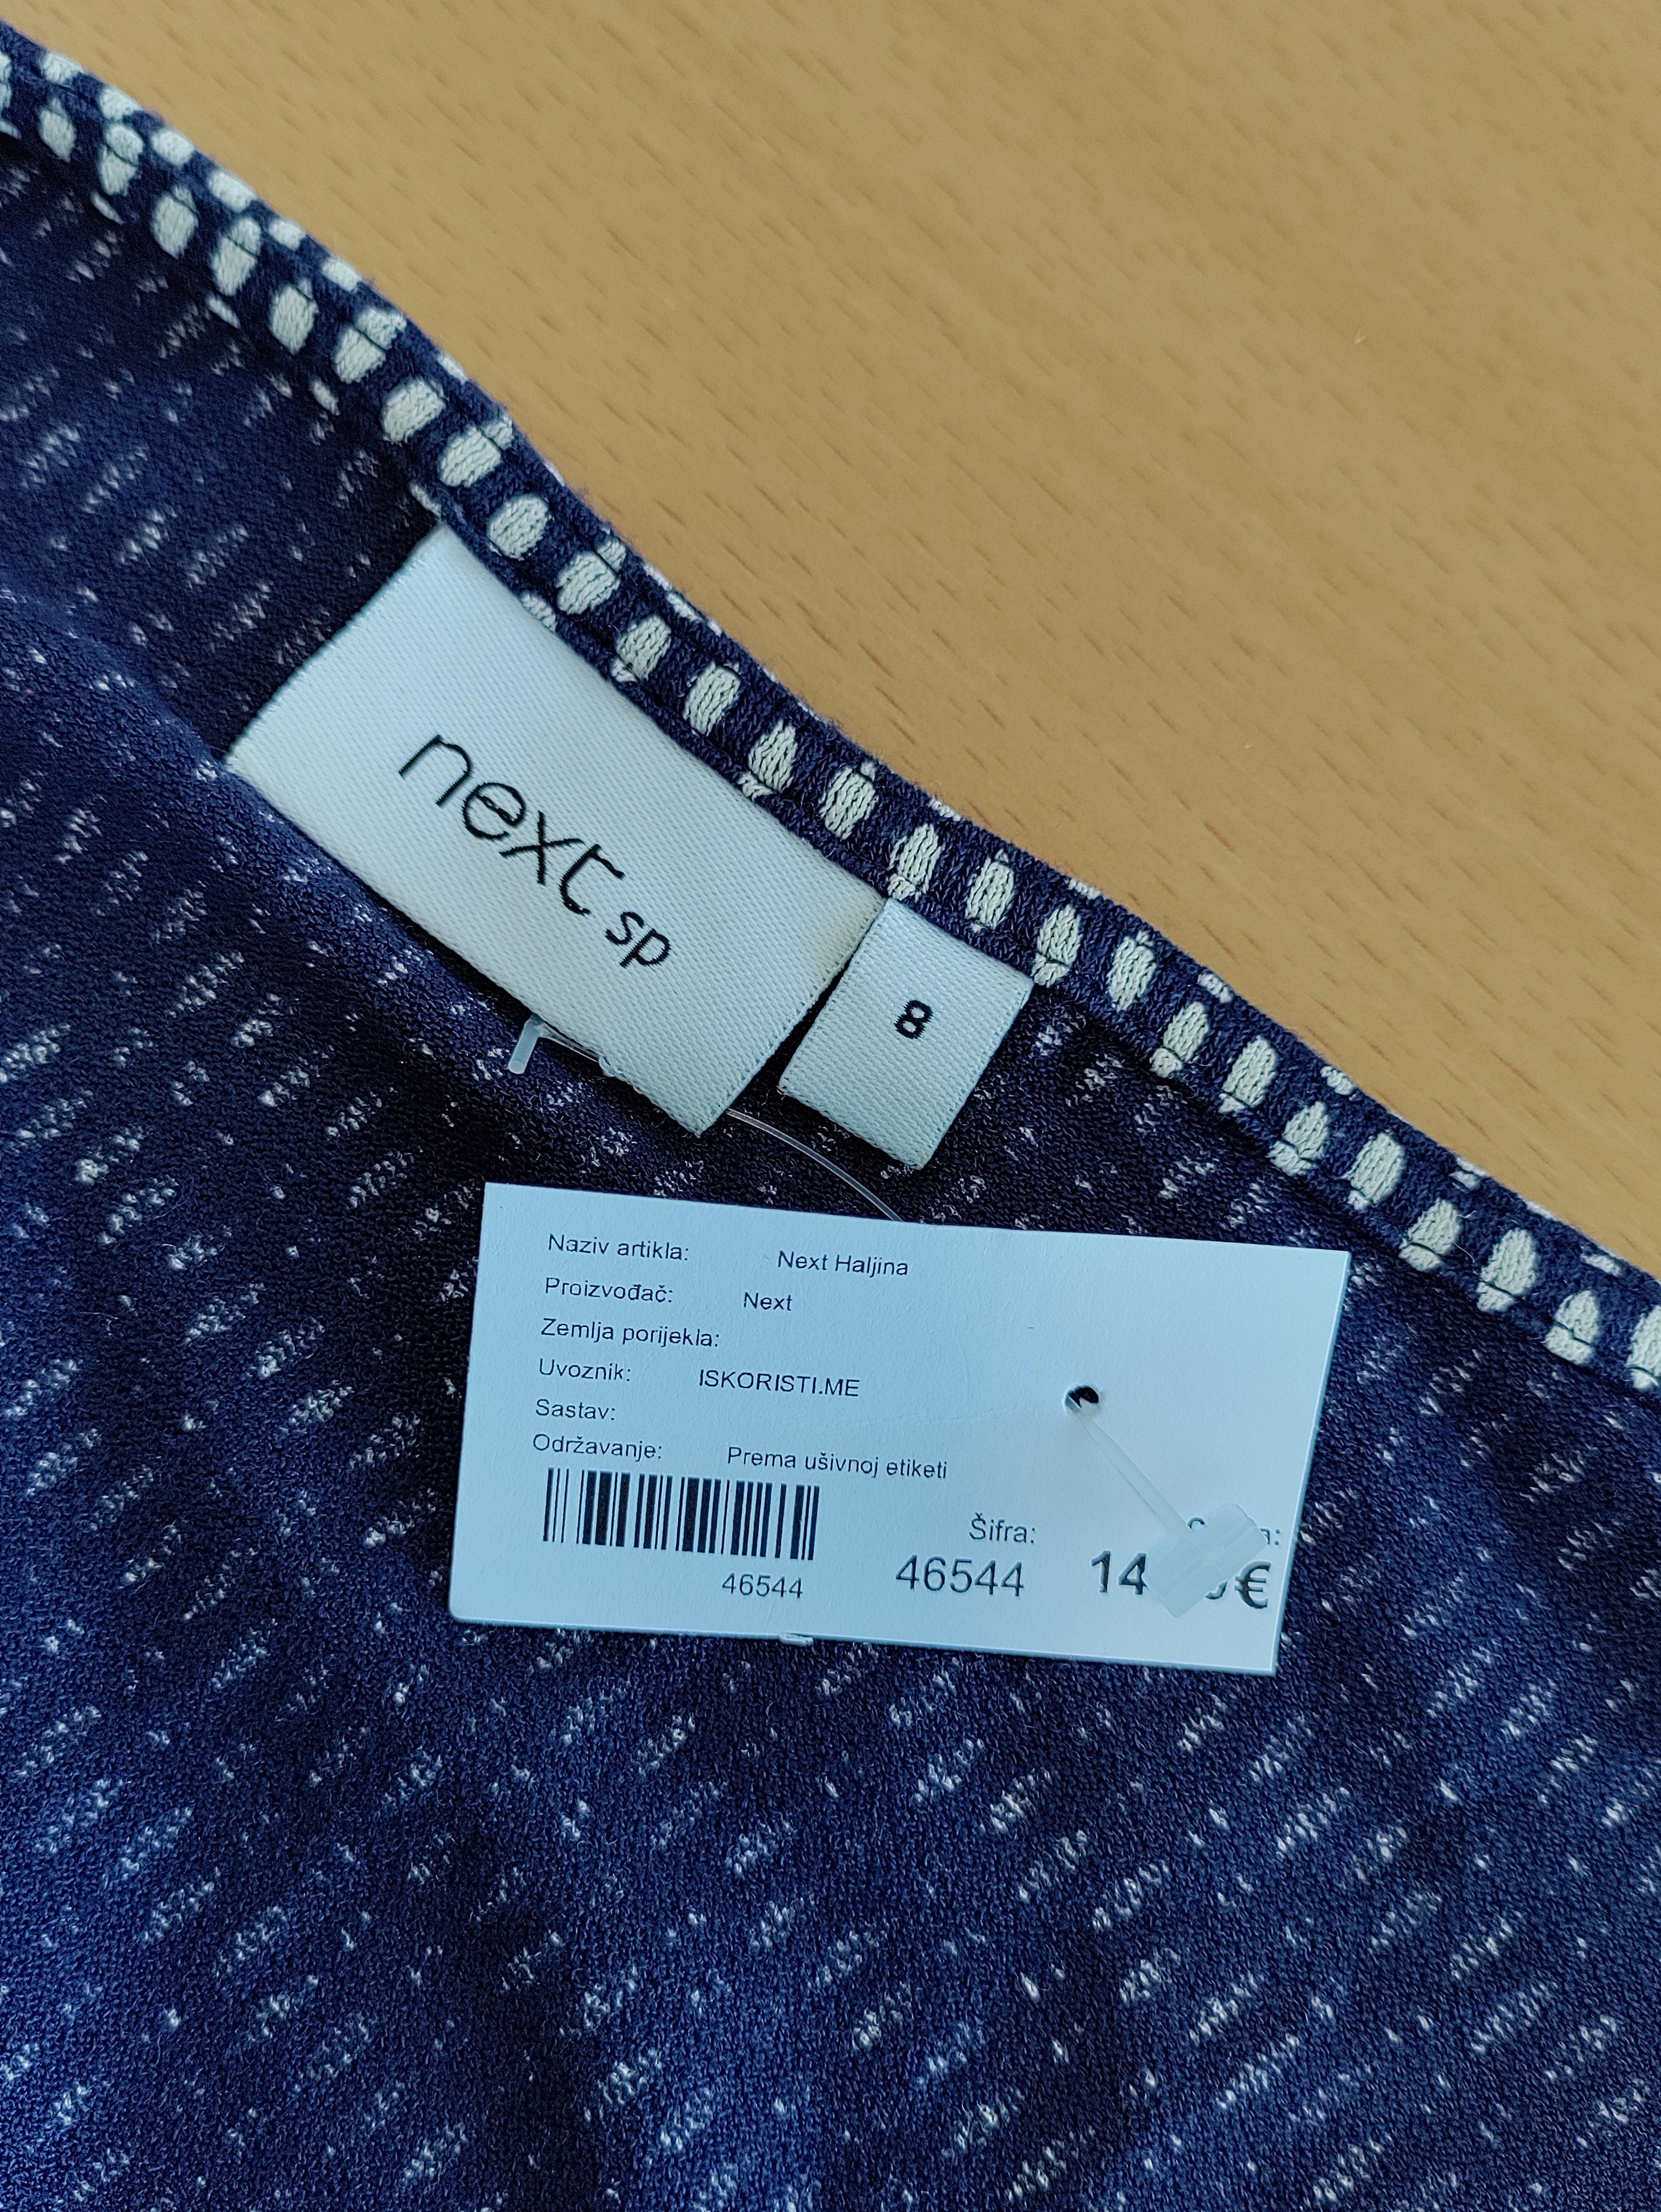 next sp
8
Naziv artikla: Next Haljina
Proizvođač: Next
Zemlja porijekla:
Uvoznik: ISKORISTI.ME
Sastav:
Održavanje: Prema ušivnoj etiketi
46544
Šifra:
46544